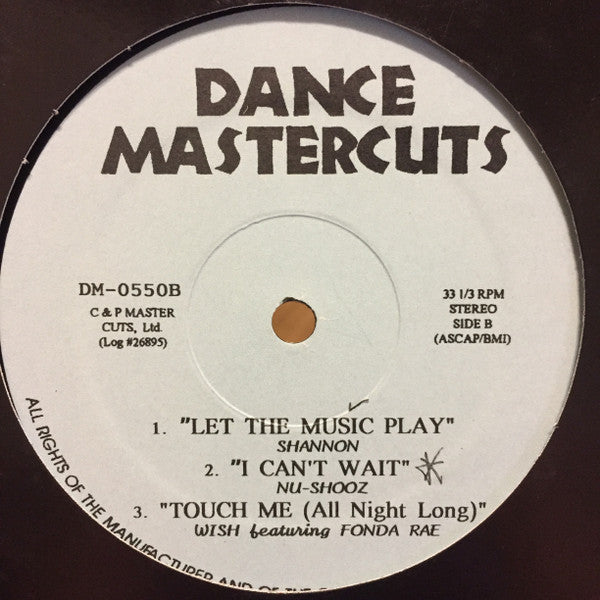 DANCE
MASTERCUTS
DM-0550B
C & P MASTER
CUTS, Ltd.
(Log #26895)
33 1/3 RPM
STEREO
SIDE B
(ASCAP/BMI)
1. "LET THE MUSIC PLAY"
SHANNON
2. "I CAN'T WAIT"
NU-SHOOZ
3. "TOUCH ME (All Night Long)"
WISH featuring FONDA RAE
ALL RIGHTS OF THE MANUFACTURER AND OF THE